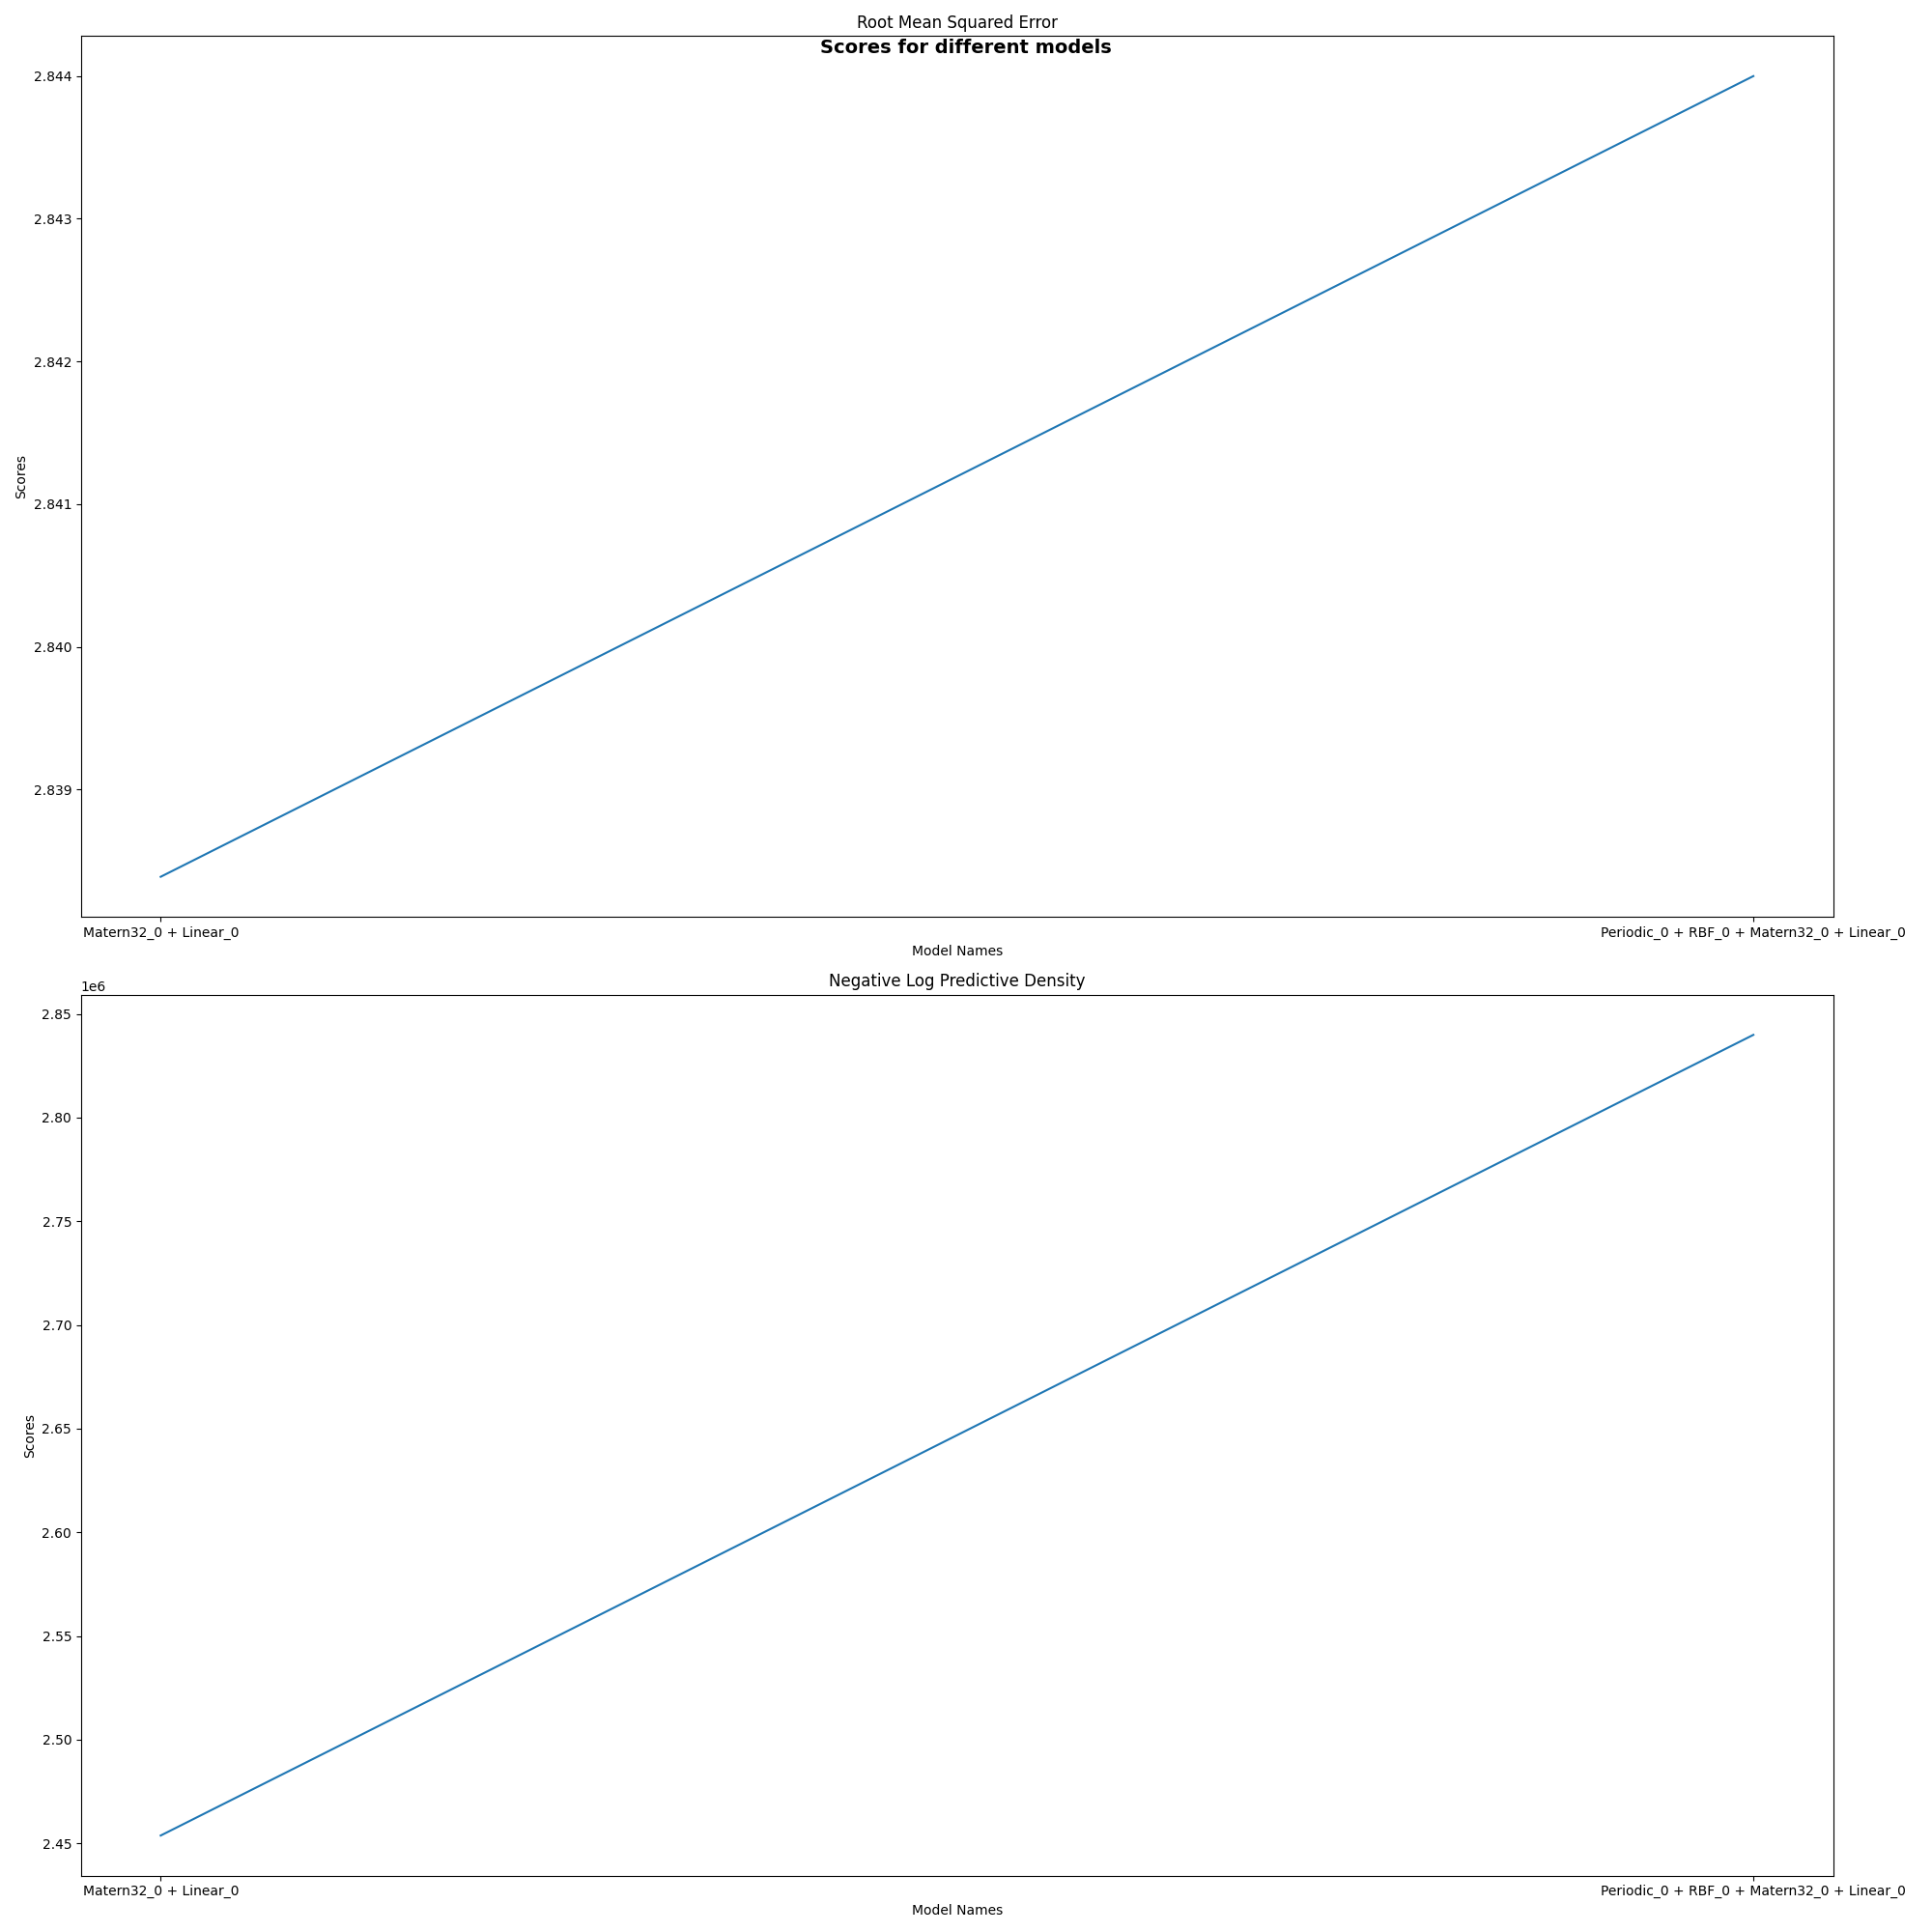 Root Mean Squared Error
Scores for different models
2.844
2.843
2.842
2.841
2.840
2.839
Scores
Matern32_0 + Linear_0
Periodic_0 + RBF_0 + Matern32_0 + Linear_0
Model Names
Negative Log Predictive Density
1e6
2.85
2.80
2.75
2.70
2.65
2.60
2.55
2.50
2.45
Scores
Matern32_0 + Linear_0
Periodic_0 + RBF_0 + Matern32_0 + Linear_0
Model Names